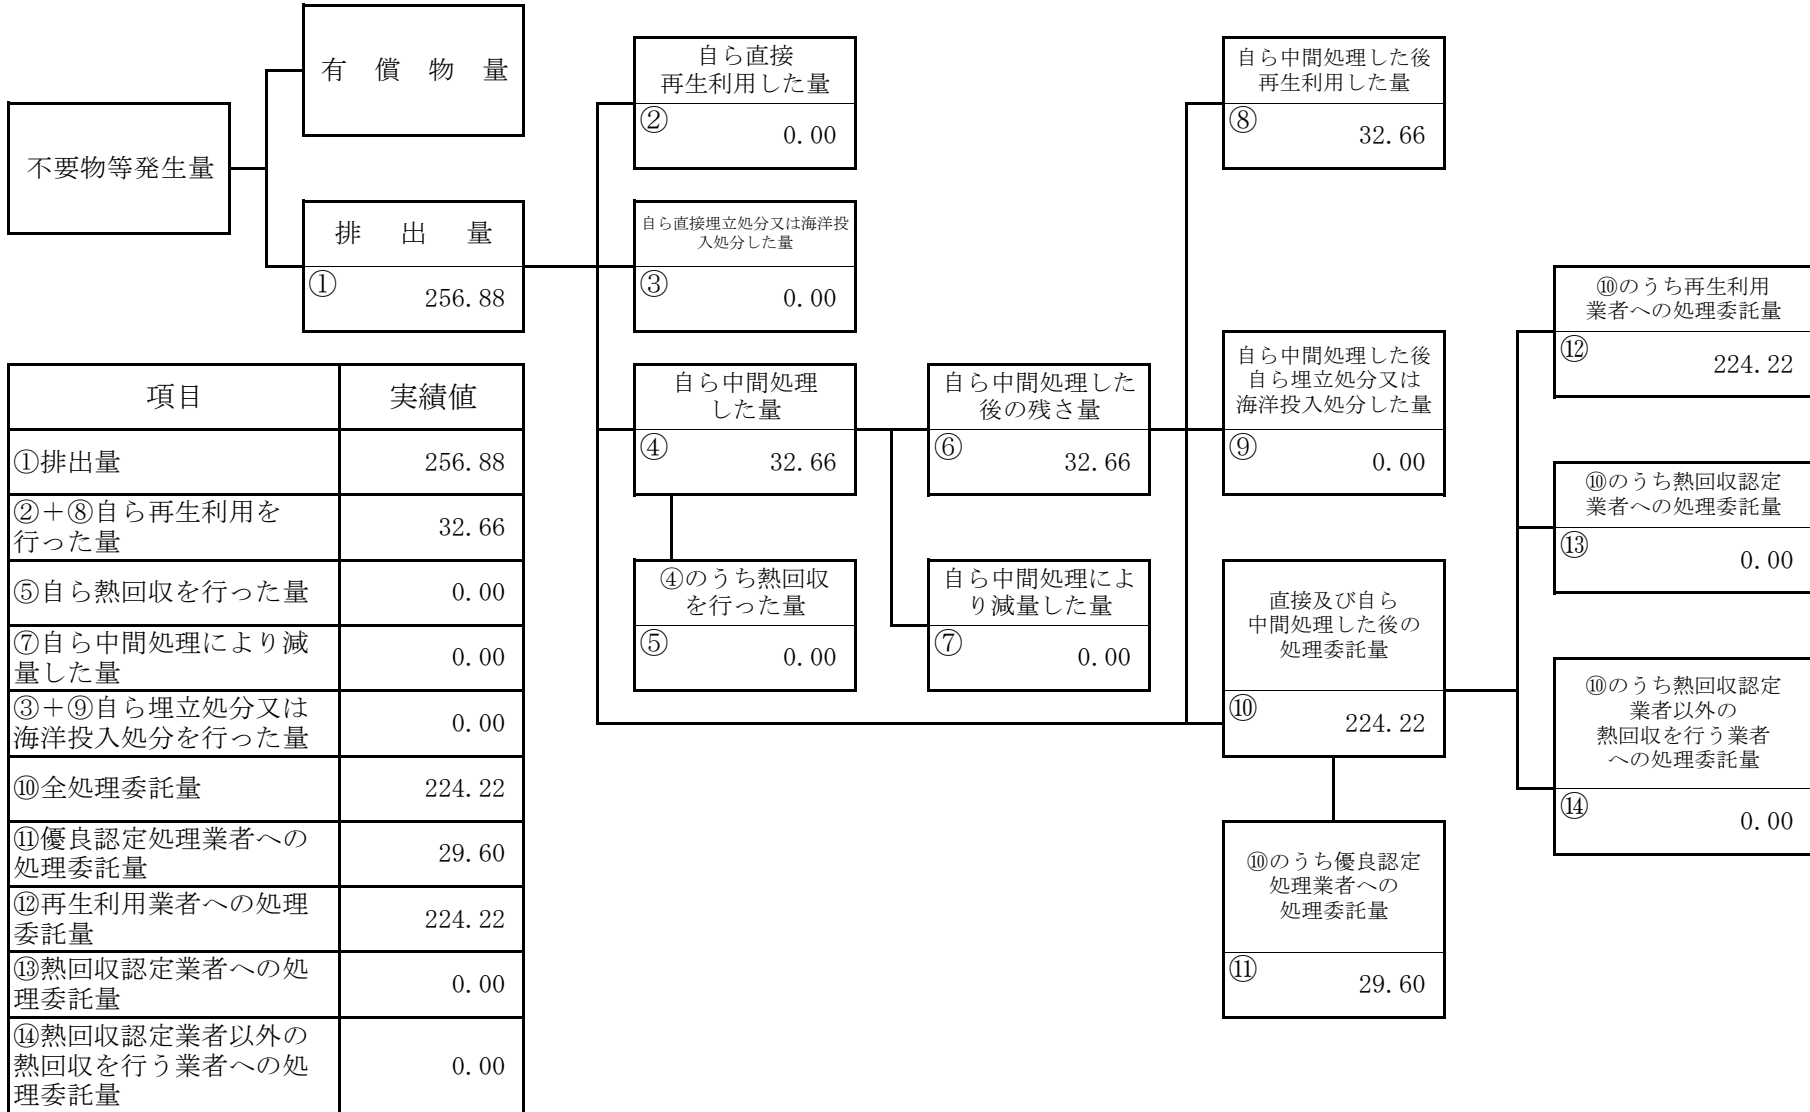 有 償 物 量
不要物等発生量
排 出 量
① 256.88
自ら直接
再生利用した量
② 0.00
自ら直接埋立処分又は海洋投
入処分した量
③ 0.00
自ら中間処理
した量
④ 32.66
④のうち熱回収
を行った量
⑤ 0.00
自ら中間処理した
後の残さ量
⑥ 32.66
自ら中間処理によ
り減量した量
⑦ 0.00
自ら中間処理した後
再生利用した量
⑧ 32.66
自ら中間処理した後
自ら埋立処分又は
海洋投入処分した量
⑨ 0.00
直接及び自ら
中間処理した後の
処理委託量
⑩ 224.22
⑩のうち優良認定
処理業者への
処理委託量
⑪ 29.60
⑩のうち再生利用
業者への処理委託量
⑫ 224.22
⑩のうち熱回収認定
業者への処理委託量
⑬ 0.00
⑩のうち熱回収認定
業者以外の
熱回収を行う業者
への処理委託量
⑭ 0.00
項目 実績値
①排出量 256.88
②＋⑧自ら再生利用を
行った量 32.66
⑤自ら熱回収を行った量 0.00
⑦自ら中間処理により減
量した量 0.00
③＋⑨自ら埋立処分又は
海洋投入処分を行った量 0.00
⑩全処理委託量 224.22
⑪優良認定処理業者への
処理委託量 29.60
⑫再生利用業者への処理
委託量 224.22
⑬熱回収認定業者への処
理委託量 0.00
⑭熱回収認定業者以外の
熱回収を行う業者への処
理委託量 0.00